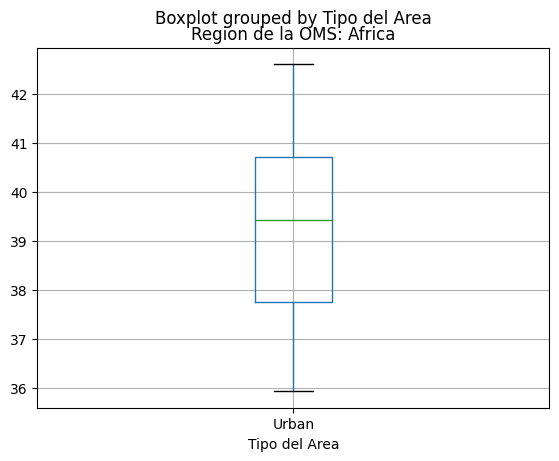 Boxplot grouped by Tipo del Area
Region de la OMS: Africa
42
41
40
39
38
37
36
Urban
Tipo del Area